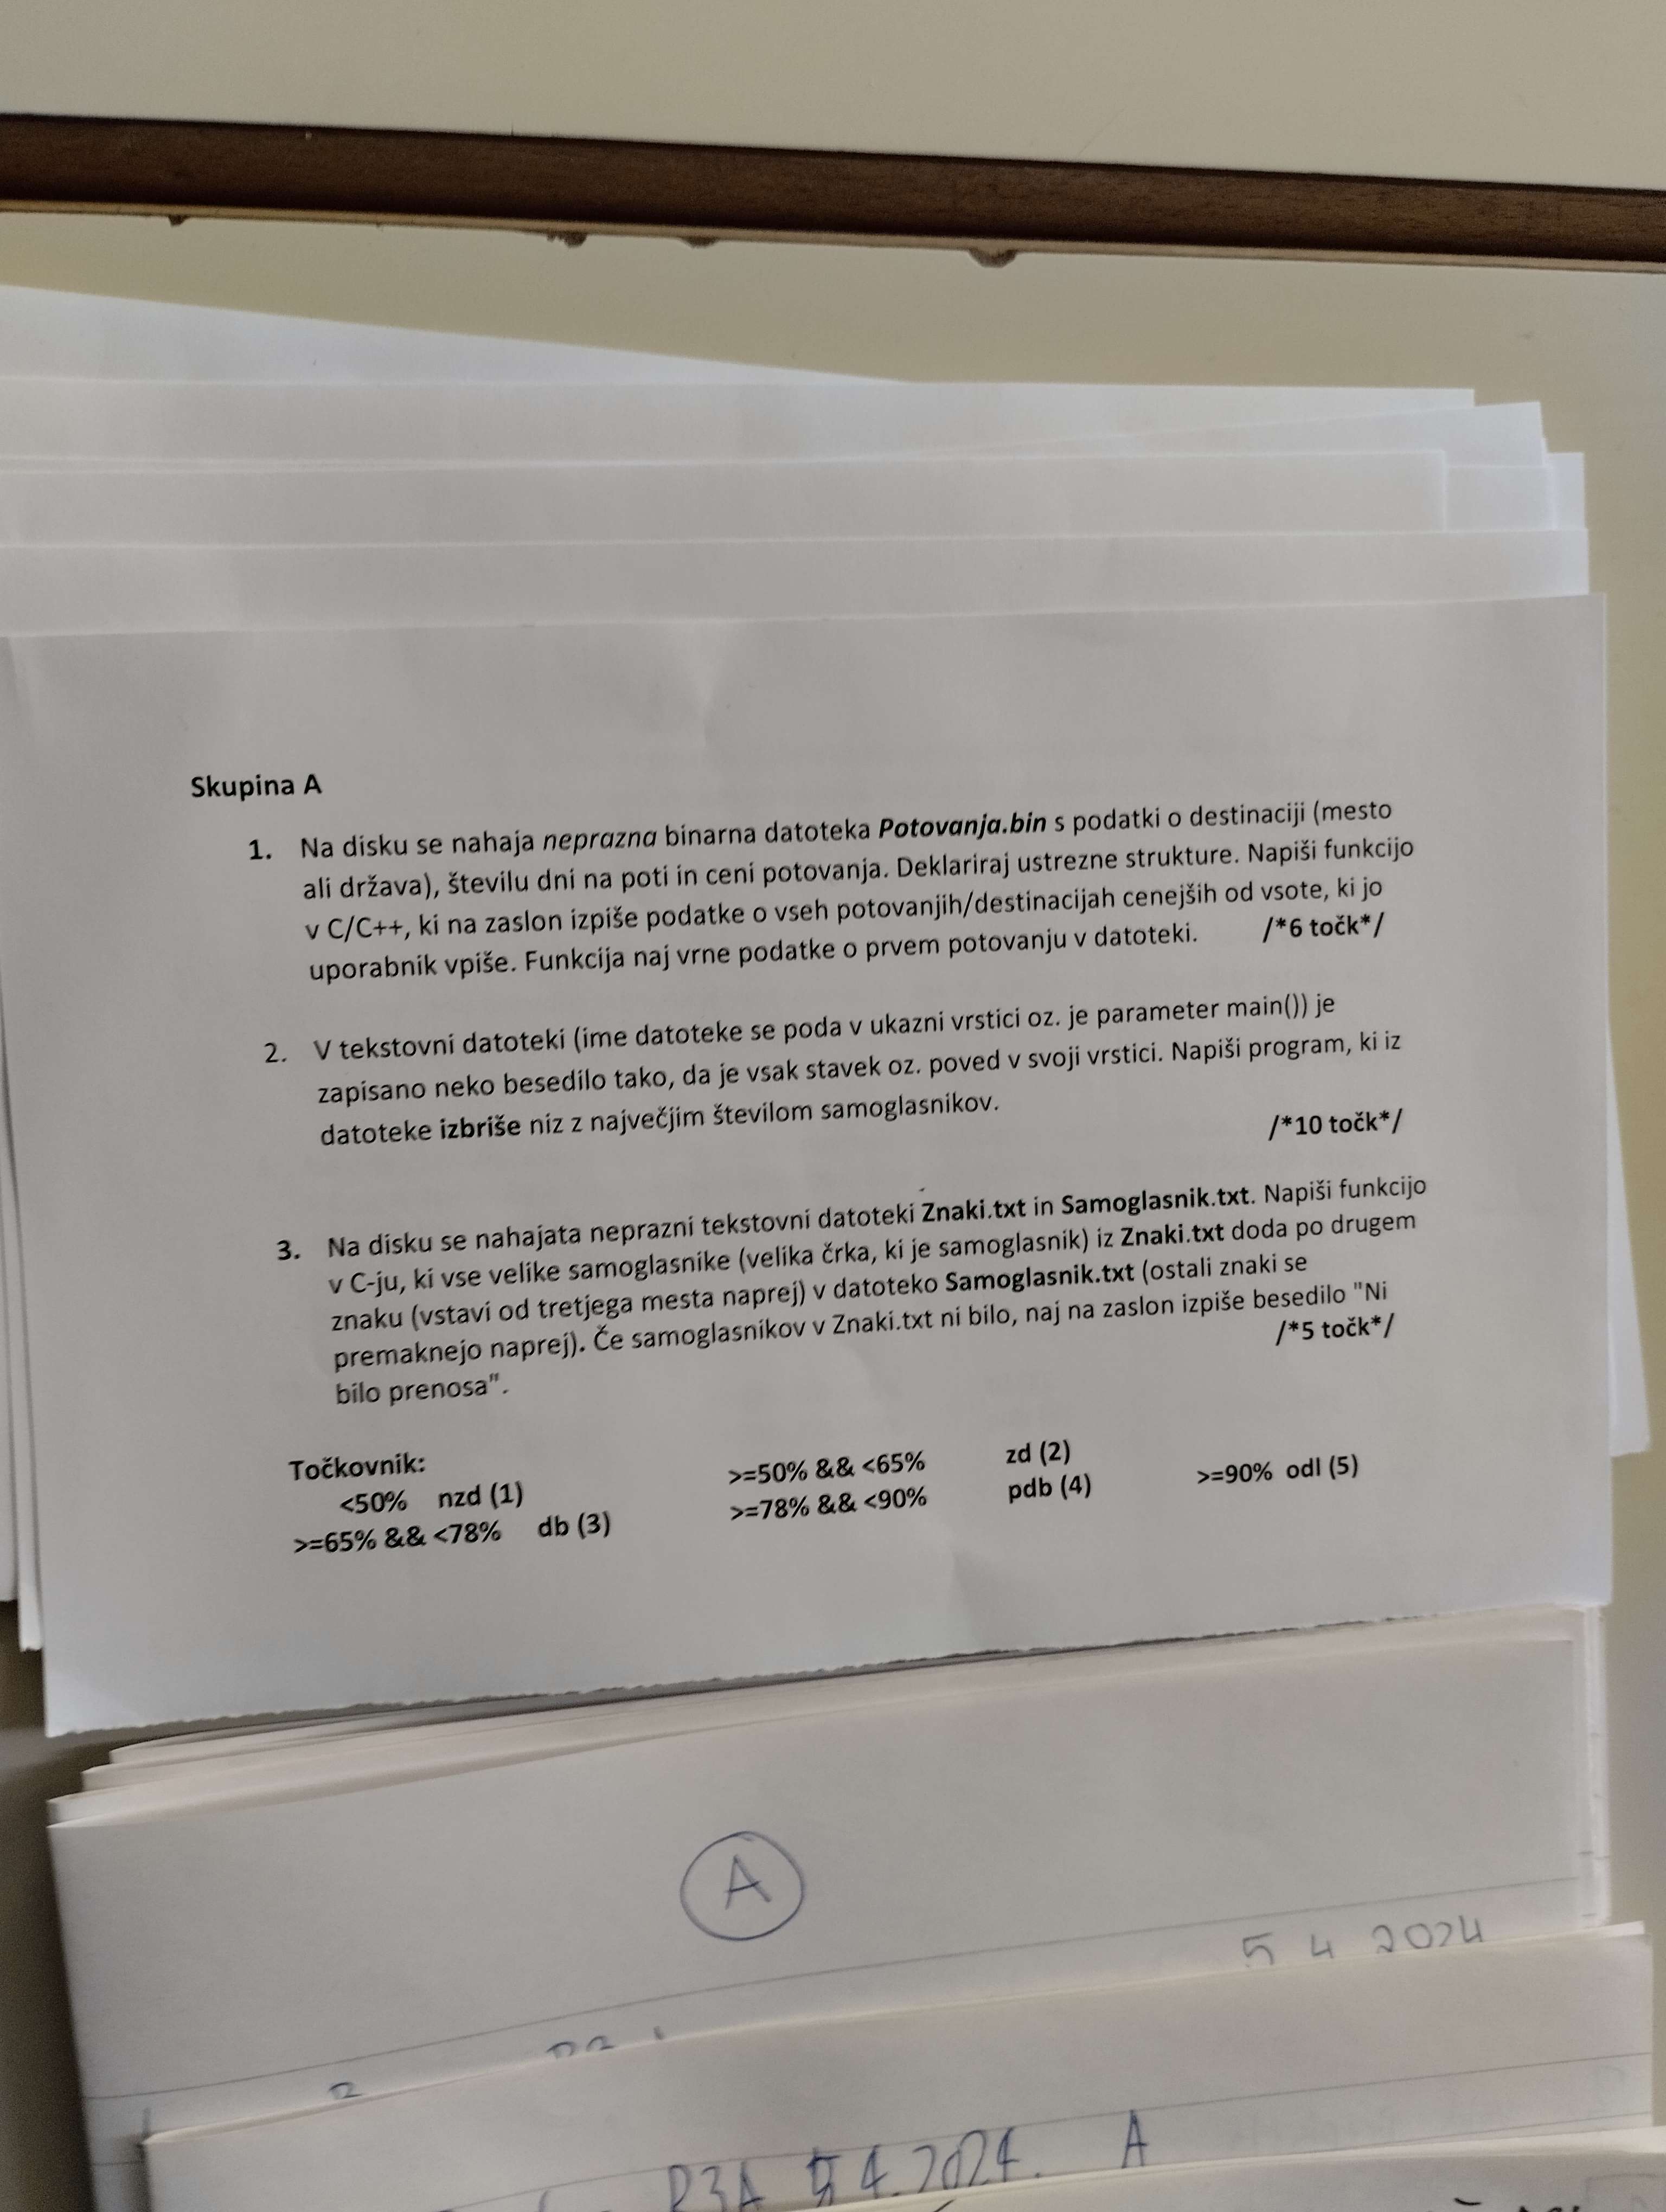 Skupina A
1. Na disku se nahaja neprazna binarna datoteka Potovanja.bin s podatki o destinaciji (mesto
ali država), številu dni na poti in ceni potovanja. Deklariraj ustrezne strukture. Napiši funkcijo
v C/C++, ki na zaslon izpiše podatke o vseh potovanjih/destinacijah cenejših od vsote, ki jo
uporabnik vpiše. Funkcija naj vrne podatke o prvem potovanju v datoteki. /*6 točk*/
2. V tekstovni datoteki (ime datoteke se poda v ukazni vrstici oz. je parameter main()) je
zapisano neko besedilo tako, da je vsak stavek oz. poved v svoji vrstici. Napiši program, ki iz
datoteke izbriše niz z največjim številom samoglasnikov.
/*10 točk*/
3. Na disku se nahajata neprazni tekstovni datoteki Znaki.txt in Samoglasnik.txt. Napiši funkcijo
v C-ju, ki vse velike samoglasnike (velika črka, ki je samoglasnik) iz Znaki.txt doda po drugem
znaku (vstavi od tretjega mesta naprej) v datoteko Samoglasnik.txt (ostali znaki se
premaknejo naprej). Če samoglasnikov v Znaki.txt ni bilo, naj na zaslon izpiše besedilo "Ni
bilo prenosa". /*5 točk*/
Točkovnik:
<50% nzd (1) >=50% && <65% zd (2)
>=65% && <78% db (3) >=78% && <90% pdb (4) >=90% odl (5)
A
5 4 2024
R3A 5.4.2024. A